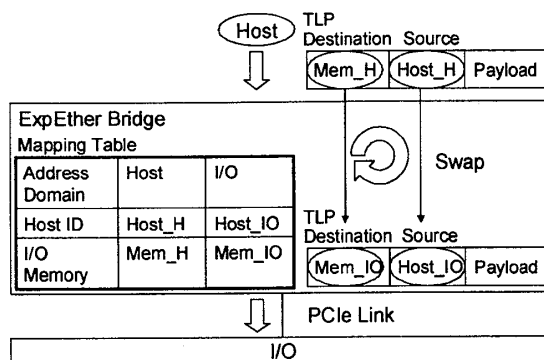 Host
TLP
Destination Source
Mem_H Host_H Payload
ExpEther Bridge
Mapping Table
Address Domain Host I/O
Host ID Host_H Host_IO
I/O Memory Mem_H Mem_IO
Swap
TLP
Destination Source
Mem_IO Host_IO Payload
PCIe Link
I/O